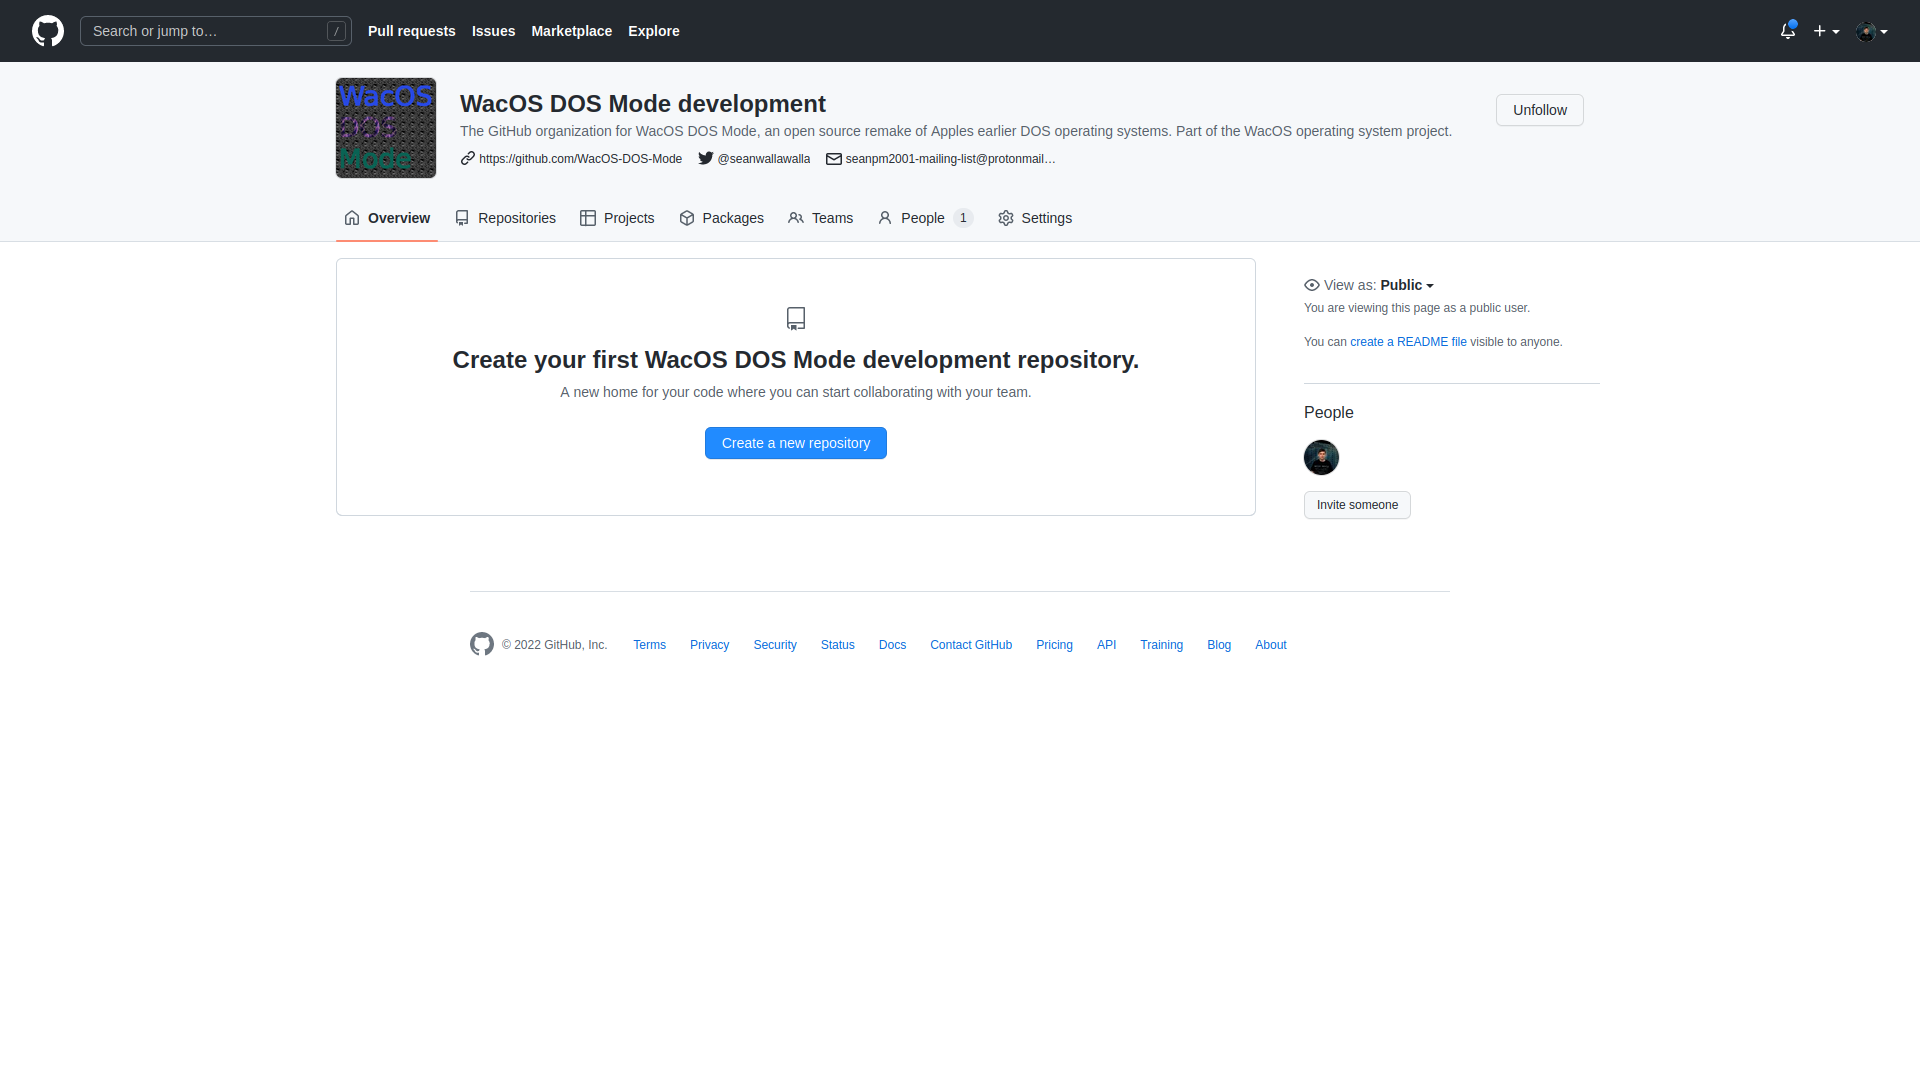 Search or jump to… /
Pull requests Issues Marketplace Explore
WacOS
DOS
Mode
WacOS DOS Mode development
Unfollow
The GitHub organization for WacOS DOS Mode, an open source remake of Apples earlier DOS operating systems. Part of the WacOS operating system project.
https://github.com/WacOS-DOS-Mode @seanwallawalla seanpm2001-mailing-list@protonmail…
Overview Repositories Projects Packages Teams People 1 Settings
Create your first WacOS DOS Mode development repository.
A new home for your code where you can start collaborating with your team.
Create a new repository
View as: Public
You are viewing this page as a public user.
You can create a README file visible to anyone.
People
Invite someone
© 2022 GitHub, Inc. Terms Privacy Security Status Docs Contact GitHub Pricing API Training Blog About